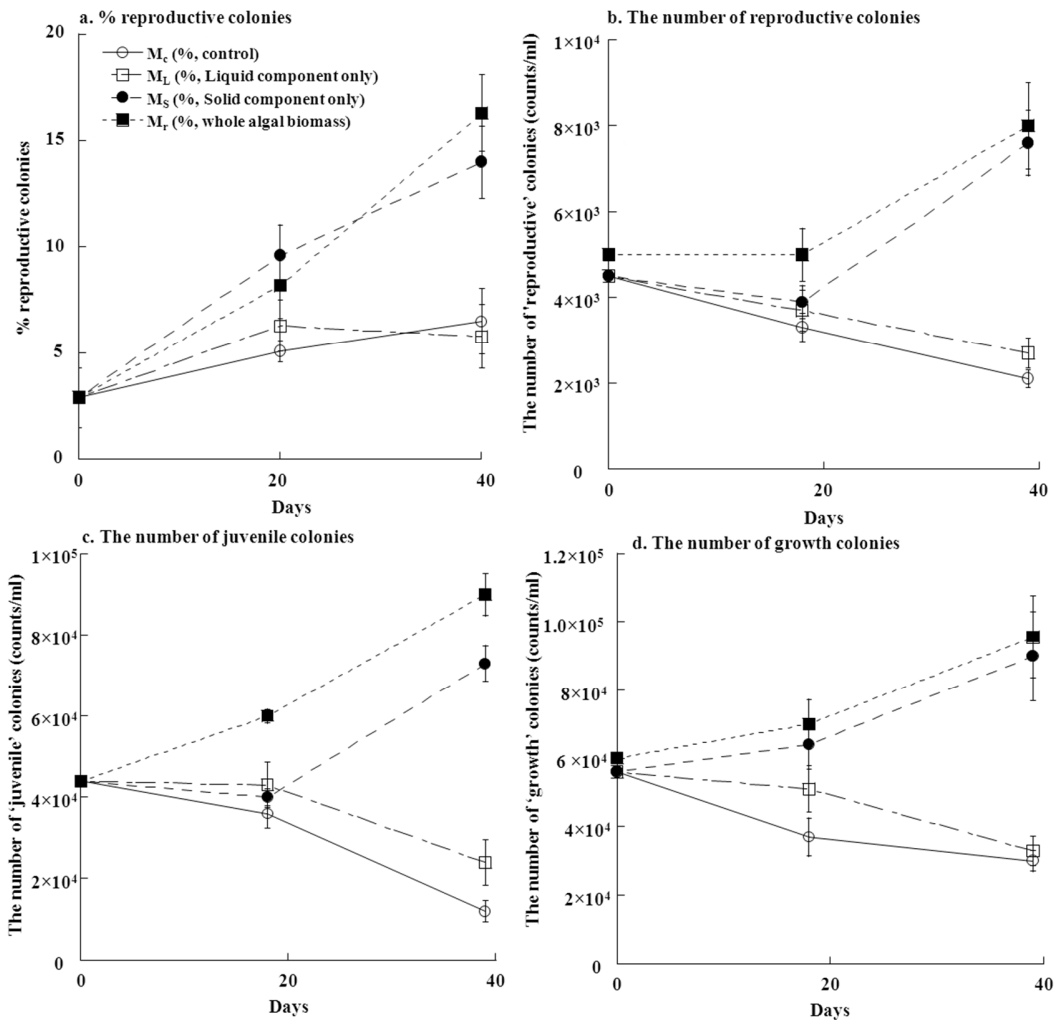 a. % reproductive colonies
20
15
10
5
0
% reproductive colonies
M_c (%, control)
M_L (%, Liquid component only)
M_S (%, Solid component only)
M_r (%, whole algal biomass)
0 20 40
Days
b. The number of reproductive colonies
1×10⁴
8×10³
6×10³
4×10³
2×10³
0
The number of 'reproductive' colonies (counts/ml)
0 20 40
Days
c. The number of juvenile colonies
1×10⁵
8×10⁴
6×10⁴
4×10⁴
2×10⁴
0
The number of 'juvenile' colonies (counts/ml)
0 20 40
Days
d. The number of growth colonies
1.2×10⁵
1.0×10⁵
8×10⁴
6×10⁴
4×10⁴
2×10⁴
0
The number of 'growth' colonies (counts/ml)
0 20 40
Days